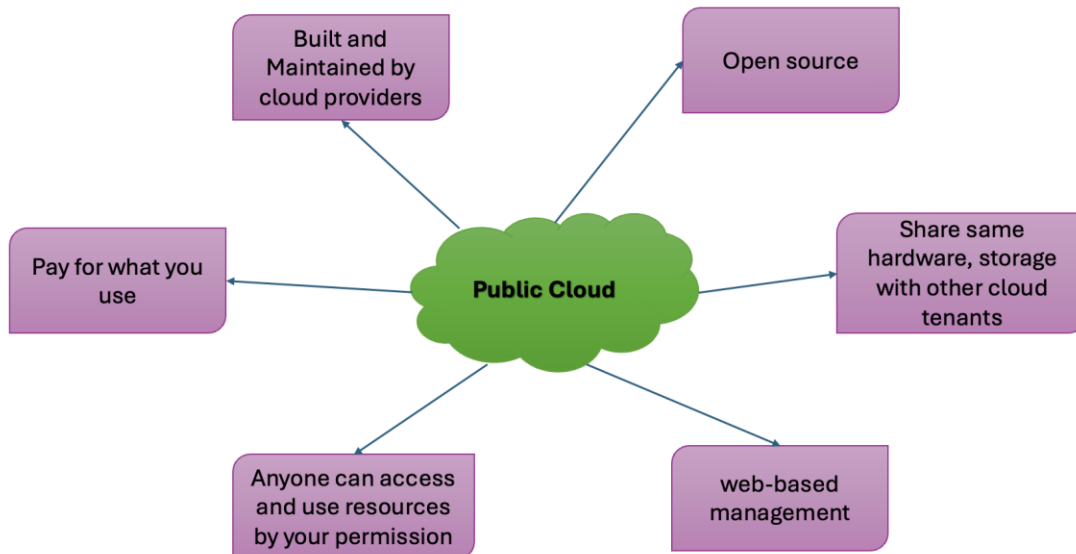 Built and
Maintained by
cloud providers
Open source
Pay for what you
use
Public Cloud
Share same
hardware, storage
with other cloud
tenants
Anyone can access
and use resources
by your permission
web-based
management